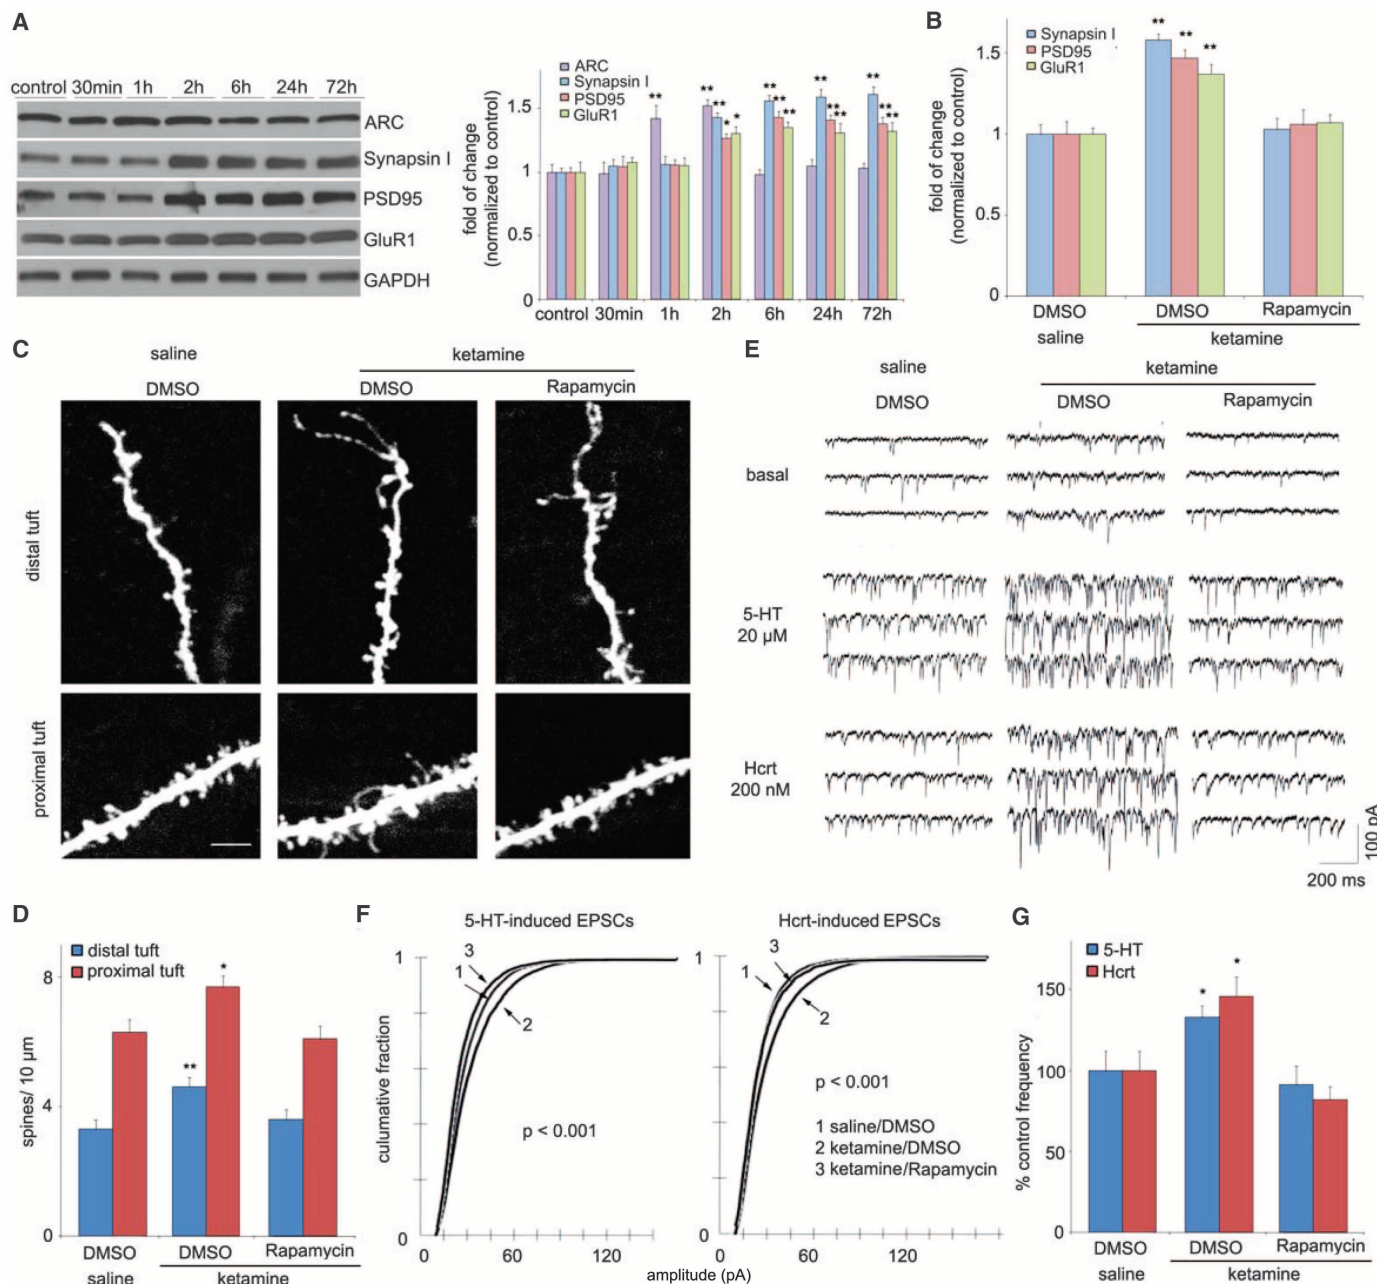 A
control 30min 1h 2h 6h 24h 72h
ARC
Synapsin I
PSD95
GluR1
GAPDH
fold of change
(normalized to control)
ARC
Synapsin I
PSD95
GluR1
1.5
1
0.5
0
** ** ** * * ** ** ** ** ** ** ** ** **
control 30min 1h 2h 6h 24h 72h
B
fold of change
(normalized to control)
Synapsin I
PSD95
GluR1
1.5
1
0.5
0
** ** **
DMSO DMSO Rapamycin
saline ketamine
C
saline ketamine
DMSO DMSO Rapamycin
distal tuft
proximal tuft
D
spines/ 10 µm
distal tuft
proximal tuft
8
4
0
** *
DMSO DMSO Rapamycin
saline ketamine
E
saline ketamine
DMSO DMSO Rapamycin
basal
5-HT
20 µM
Hcrt
200 nM
100 pA
200 ms
F
5-HT-induced EPSCs
culumative fraction
1
0
3
1
2
p < 0.001
0 60 120
Hcrt-induced EPSCs
1
0
3
1
2
p < 0.001
1 saline/DMSO
2 ketamine/DMSO
3 ketamine/Rapamycin
0 60 120
amplitude (pA)
G
% control frequency
5-HT
Hcrt
150
100
50
0
* *
DMSO DMSO Rapamycin
saline ketamine